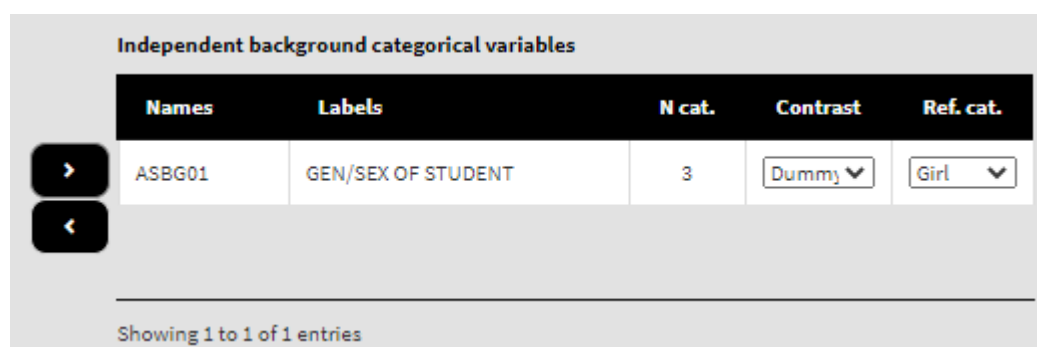 Independent background categorical variables
Names Labels N cat. Contrast Ref. cat.
ASBG01 GEN/SEX OF STUDENT 3 Dummy Girl
Showing 1 to 1 of 1 entries